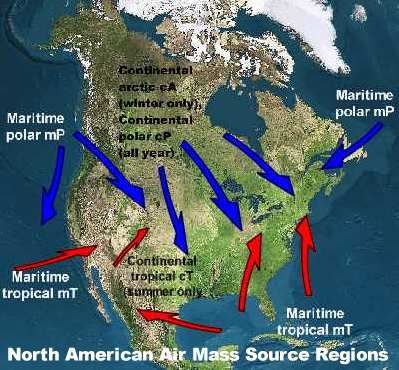 Continental
arctic cA
(winter only),
Continental
polar cP
(all year)
Maritime
polar mP
Maritime
polar mP
Continental
tropical cT
(summer only
Maritime
tropical mT
Maritime
tropical mT
North American Air Mass Source Regions